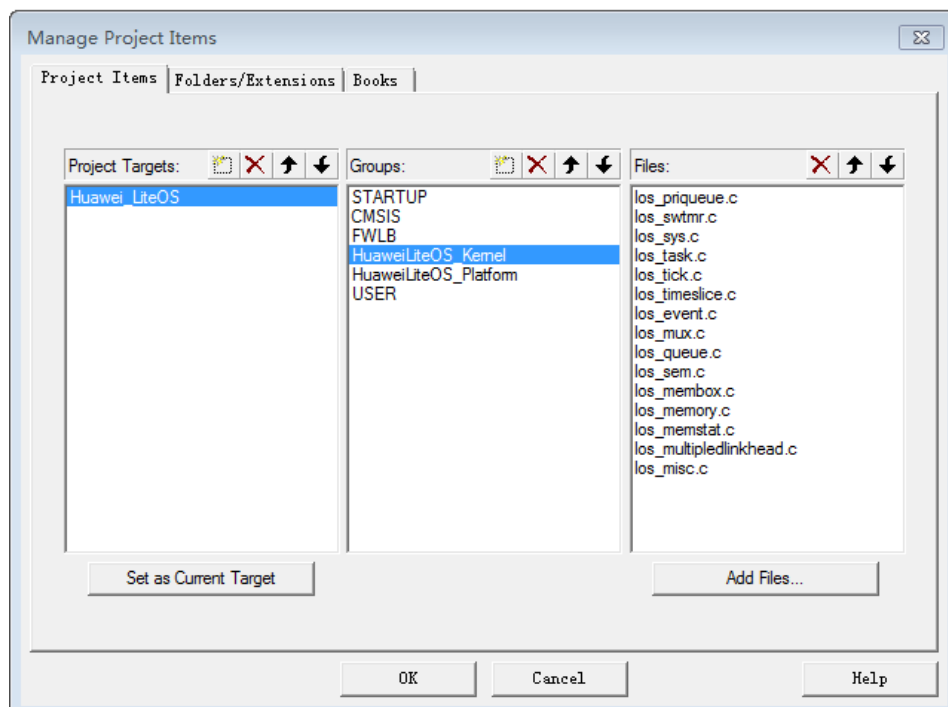 Manage Project Items
Project Items Folders/Extensions Books
Project Targets:
Huawei_LiteOS
Set as Current Target
Groups:
STARTUP
CMSIS
FWLB
HuaweiLiteOS_Kernel
HuaweiLiteOS_Platform
USER
Files:
los_priqueue.c
los_swtmr.c
los_sys.c
los_task.c
los_tick.c
los_timeslice.c
los_event.c
los_mux.c
los_queue.c
los_sem.c
los_membox.c
los_memory.c
los_memstat.c
los_multipledlinkhead.c
los_misc.c
Add Files...
OK Cancel Help